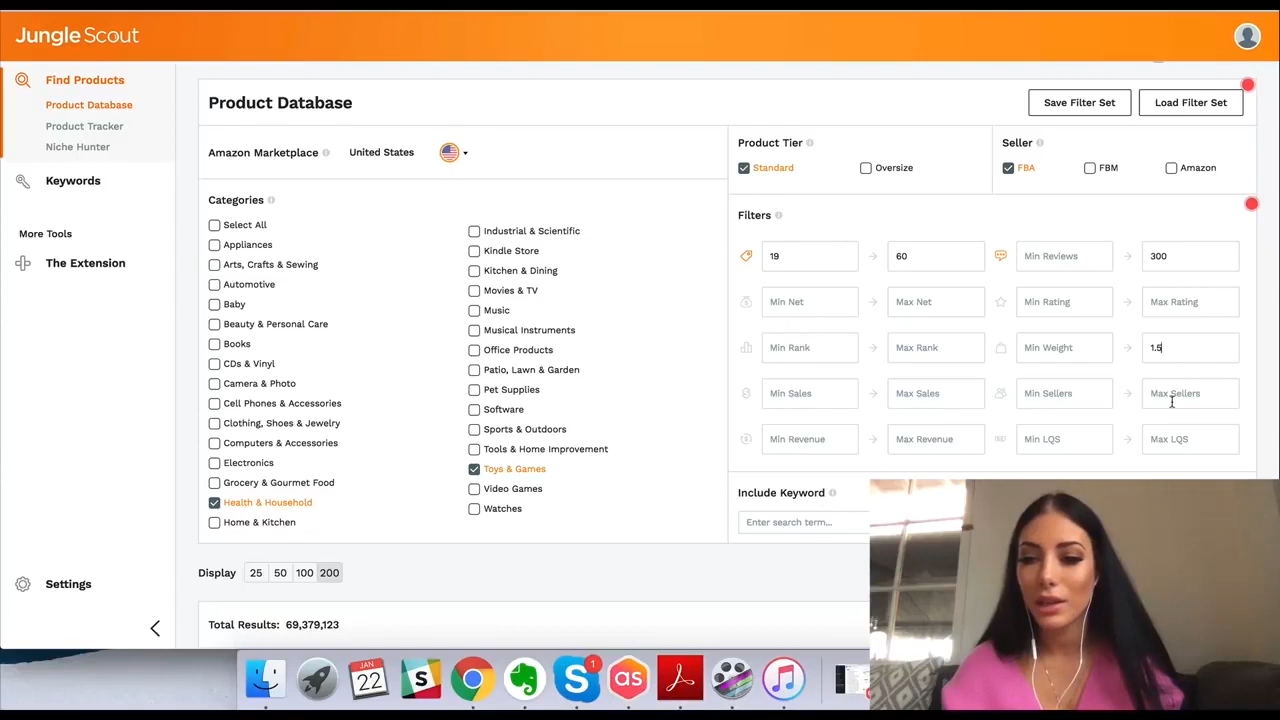 Jungle Scout
Find Products
Product Database
Product Tracker
Niche Hunter
Keywords
More Tools
The Extension
Settings
Product Database
Save Filter Set
Load Filter Set
Amazon Marketplace
United States
Product Tier
Standard
Oversize
Seller
FBA
FBM
Amazon
Categories
Select All
Appliances
Arts, Crafts & Sewing
Automotive
Baby
Beauty & Personal Care
Books
CDs & Vinyl
Camera & Photo
Cell Phones & Accessories
Clothing, Shoes & Jewelry
Computers & Accessories
Electronics
Grocery & Gourmet Food
Health & Household
Home & Kitchen
Industrial & Scientific
Kindle Store
Kitchen & Dining
Movies & TV
Music
Musical Instruments
Office Products
Patio, Lawn & Garden
Pet Supplies
Software
Sports & Outdoors
Tools & Home Improvement
Toys & Games
Video Games
Watches
Filters
19
60
Min Reviews
300
Min Net
Max Net
Min Rating
Max Rating
Min Rank
Max Rank
Min Weight
1.5
Min Sales
Max Sales
Min Sellers
Max Sellers
Min Revenue
Max Revenue
Min LQS
Max LQS
Include Keyword
Enter search term...
Display
25
50
100
200
Total Results: 69,379,123
JAN
22
1
as